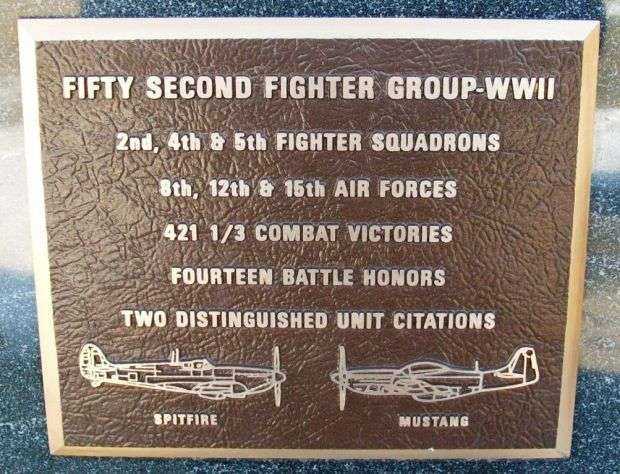 FIFTY SECOND FIGHTER GROUP-WWII
2nd, 4th & 5th FIGHTER SQUADRONS
8th, 12th & 15th AIR FORCES
421 1/3 COMBAT VICTORIES
FOURTEEN BATTLE HONORS
TWO DISTINGUISHED UNIT CITATIONS
SPITFIRE MUSTANG